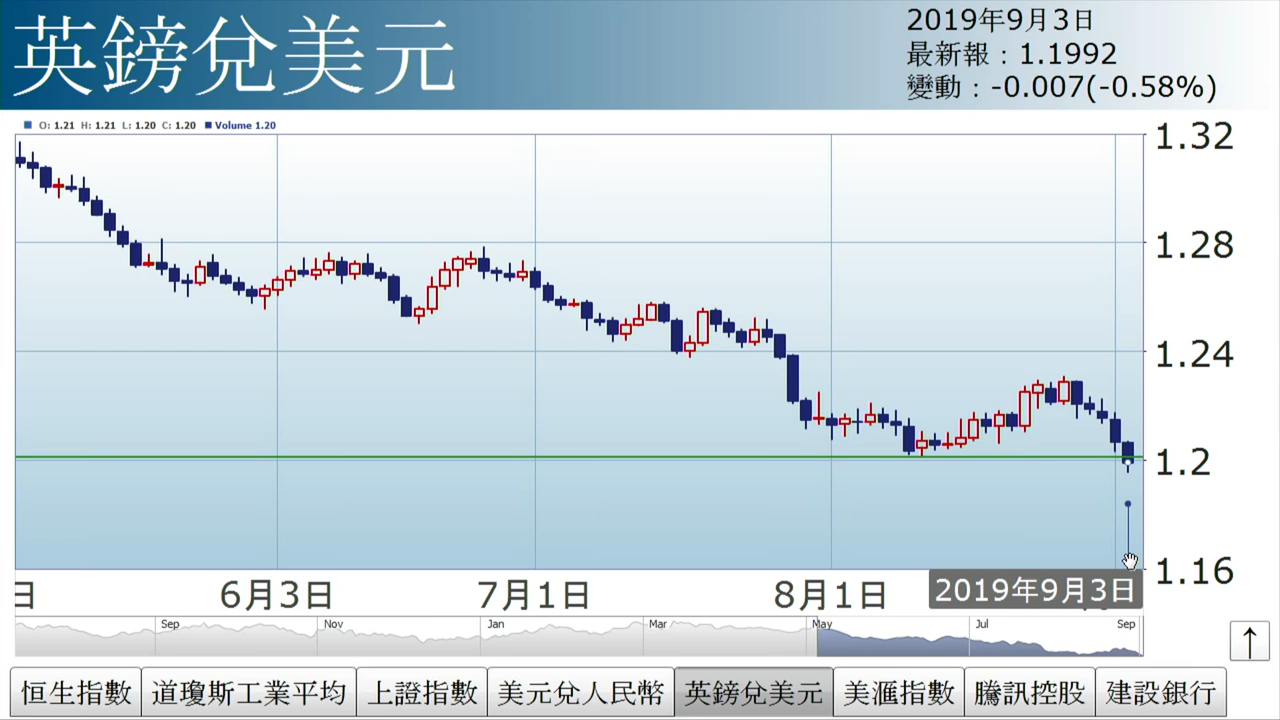 英鎊兌美元
2019年9月3日
最新報：1.1992
變動：-0.007(-0.58%)
O: 1.21 H: 1.21 L: 1.20 C: 1.20 Volume 1.20
1.32
1.28
1.24
1.2
1.16
日 6月3日 7月1日 8月1日 2019年9月3日
Sep Nov Jan Mar May Jul Sep
↑
恒生指數 道瓊斯工業平均 上證指數 美元兌人民幣 英鎊兌美元 美滙指數 騰訊控股 建設銀行